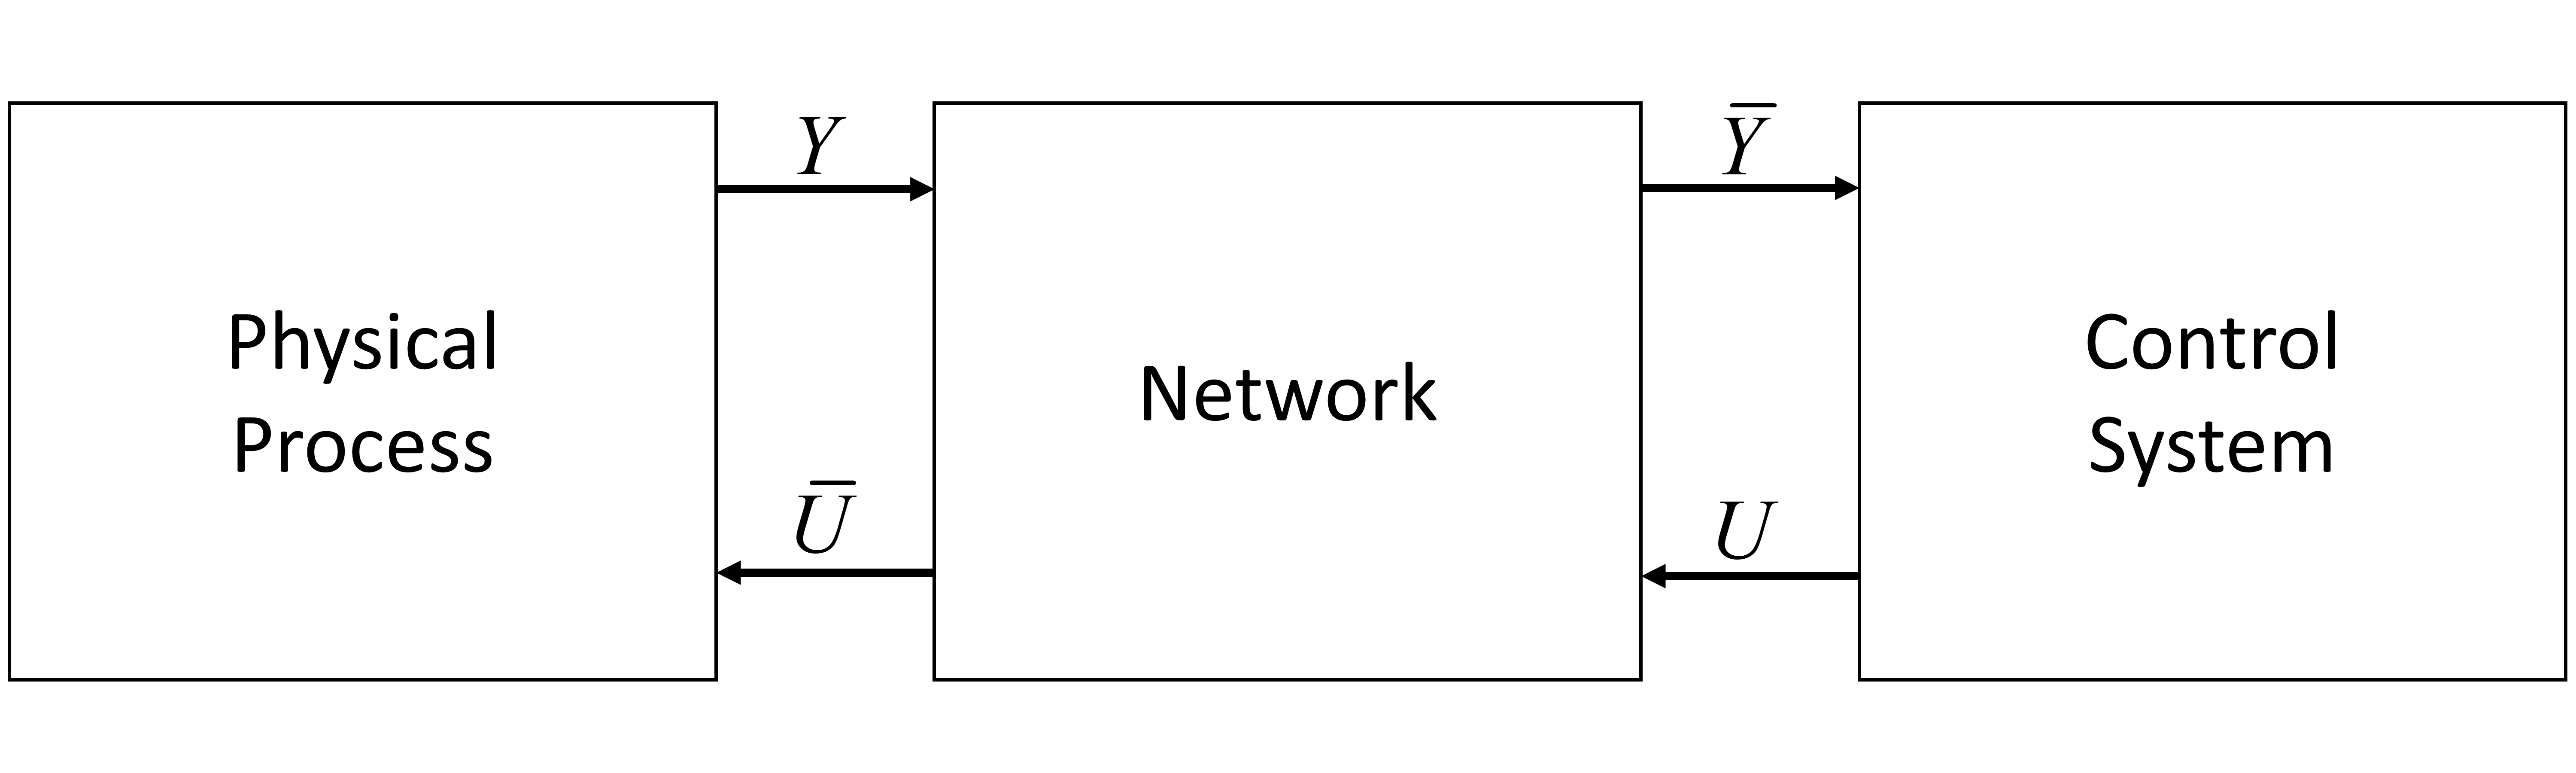 Physical
Process
Y
U̅
Network
Y̅
U
Control
System